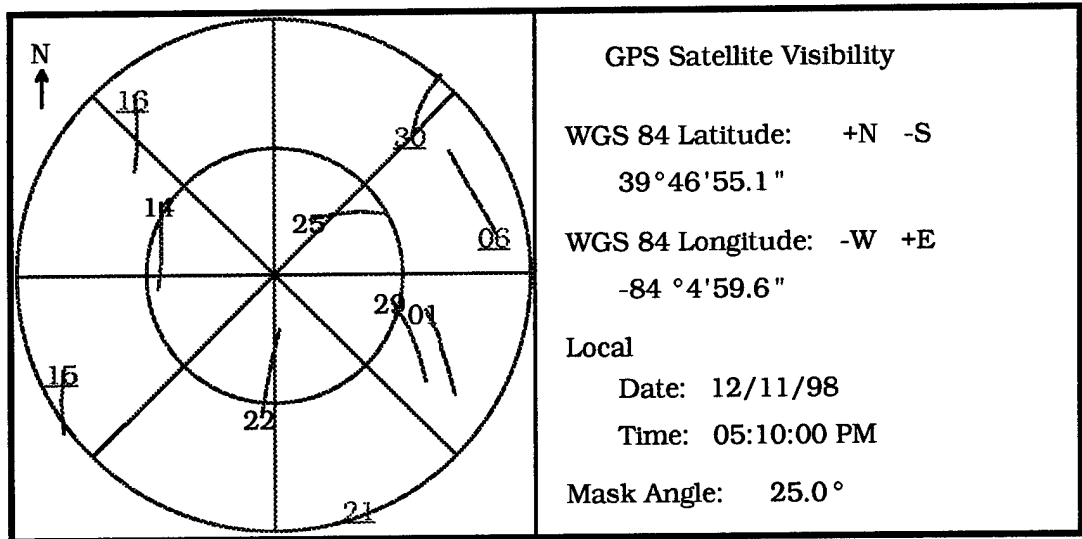 N
16
30
14
25
06
29
01
15
22
21
GPS Satellite Visibility
WGS 84 Latitude: +N -S
39°46'55.1"
WGS 84 Longitude: -W +E
-84 °4'59.6"
Local
Date: 12/11/98
Time: 05:10:00 PM
Mask Angle: 25.0°